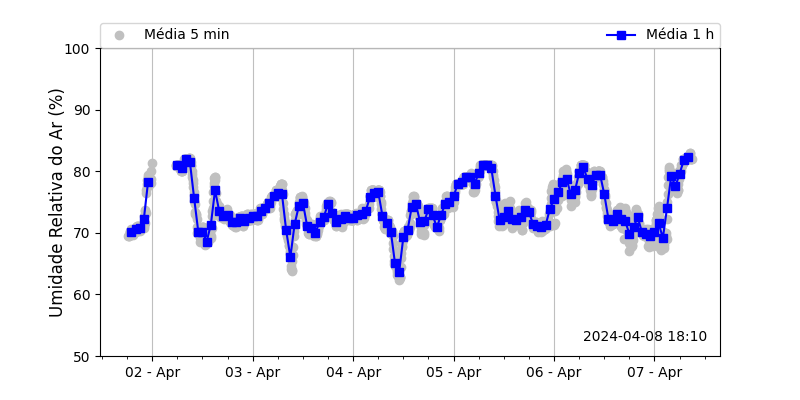 Média 5 min
Média 1 h
Umidade Relativa do Ar (%)
100
90
80
70
60
50
2024-04-08 18:10
02 - Apr
03 - Apr
04 - Apr
05 - Apr
06 - Apr
07 - Apr